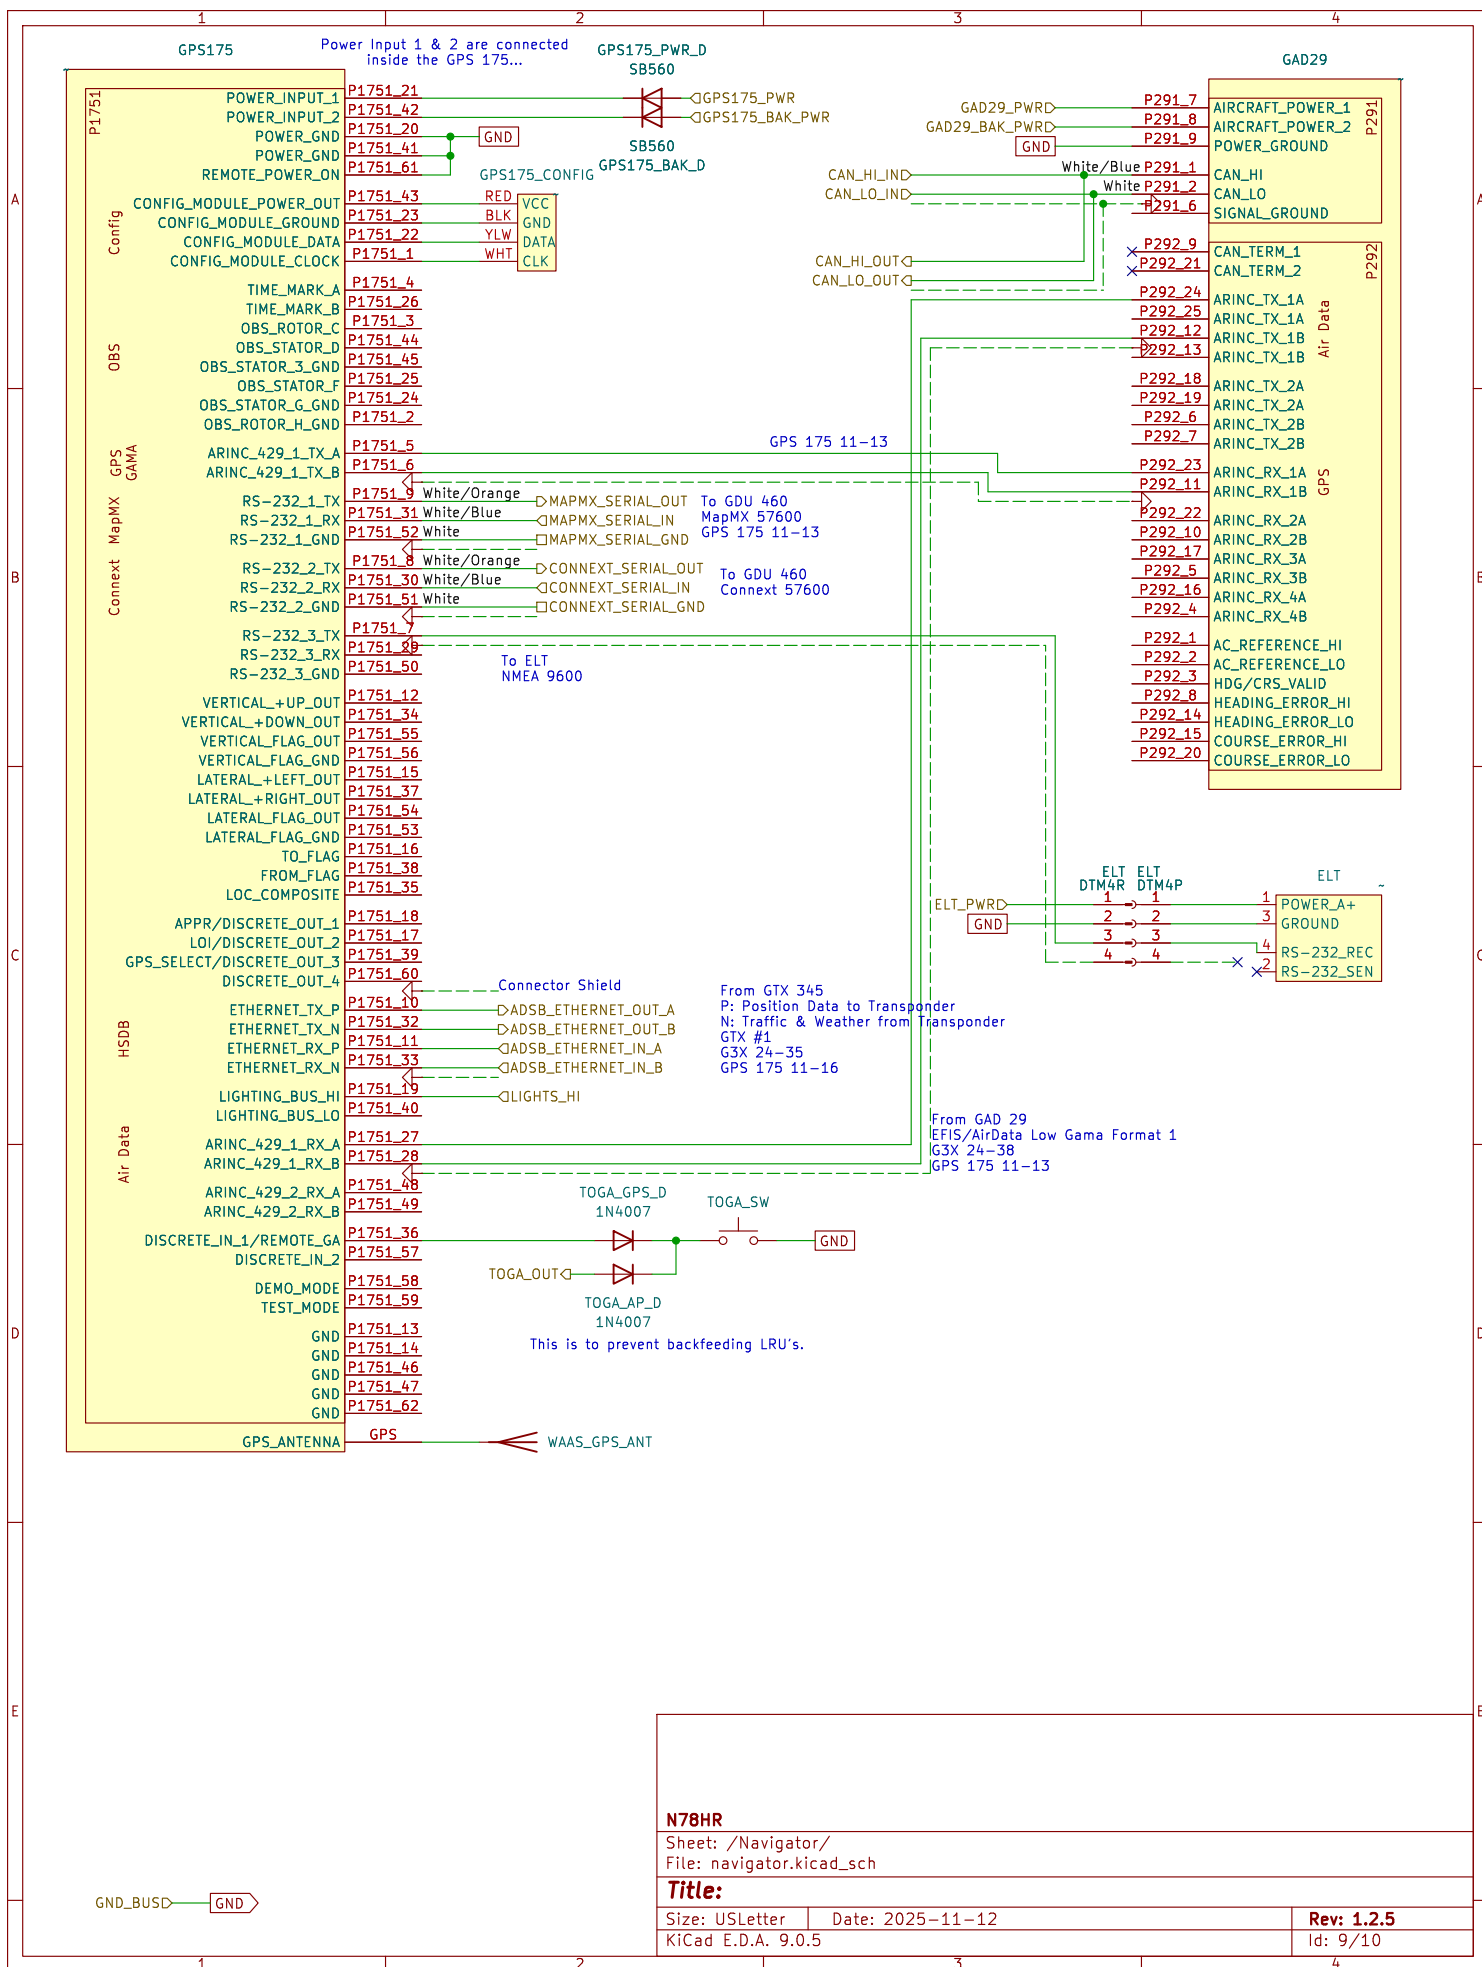 1 2 3 4
GPS175
Power Input 1 & 2 are connected
inside the GPS 175...
GPS175_PWR_D
SB560
GAD29
P1751
POWER_INPUT_1 P1751_21 GPS175_PWR
POWER_INPUT_2 P1751_42 GPS175_BAK_PWR
POWER_GND P1751_20 GND
POWER_GND P1751_41
REMOTE_POWER_ON P1751_61
SB560
GPS175_BAK_D
GPS175_CONFIG
Config
CONFIG_MODULE_POWER_OUT P1751_43 RED VCC
CONFIG_MODULE_GROUND P1751_23 BLK GND
CONFIG_MODULE_DATA P1751_22 YLW DATA
CONFIG_MODULE_CLOCK P1751_1 WHT CLK
TIME_MARK_A P1751_4
TIME_MARK_B P1751_26
OBS
OBS_ROTOR_C P1751_3
OBS_STATOR_D P1751_44
OBS_STATOR_3_GND P1751_45
OBS_STATOR_F P1751_25
OBS_STATOR_G_GND P1751_24
OBS_ROTOR_H_GND P1751_2
GPS
GAMA
ARINC_429_1_TX_A P1751_5
ARINC_429_1_TX_B P1751_6
GPS 175 11-13
MapMX
RS-232_1_TX P1751_9 White/Orange MAPMX_SERIAL_OUT
RS-232_1_RX P1751_31 White/Blue MAPMX_SERIAL_IN
RS-232_1_GND P1751_52 White MAPMX_SERIAL_GND
To GDU 460
MapMX 57600
GPS 175 11-13
Connext
RS-232_2_TX P1751_8 White/Orange CONNEXT_SERIAL_OUT
RS-232_2_RX P1751_30 White/Blue CONNEXT_SERIAL_IN
RS-232_2_GND P1751_51 White CONNEXT_SERIAL_GND
To GDU 460
Connext 57600
RS-232_3_TX P1751_7
RS-232_3_RX P1751_29
RS-232_3_GND P1751_50
To ELT
NMEA 9600
VERTICAL_+UP_OUT P1751_12
VERTICAL_+DOWN_OUT P1751_34
VERTICAL_FLAG_OUT P1751_55
VERTICAL_FLAG_GND P1751_56
LATERAL_+LEFT_OUT P1751_15
LATERAL_+RIGHT_OUT P1751_37
LATERAL_FLAG_OUT P1751_54
LATERAL_FLAG_GND P1751_53
TO_FLAG P1751_16
FROM_FLAG P1751_38
LOC_COMPOSITE P1751_35
APPR/DISCRETE_OUT_1 P1751_18
LOI/DISCRETE_OUT_2 P1751_17
GPS_SELECT/DISCRETE_OUT_3 P1751_39
DISCRETE_OUT_4 P1751_60
Connector Shield
HSDB
ETHERNET_TX_P P1751_10 ADSB_ETHERNET_OUT_A
ETHERNET_TX_N P1751_32 ADSB_ETHERNET_OUT_B
ETHERNET_RX_P P1751_11 ADSB_ETHERNET_IN_A
ETHERNET_RX_N P1751_33 ADSB_ETHERNET_IN_B
From GTX 345
P: Position Data to Transponder
N: Traffic & Weather from Transponder
GTX #1
G3X 24-35
GPS 175 11-16
LIGHTING_BUS_HI P1751_19 LIGHTS_HI
LIGHTING_BUS_LO P1751_40
Air Data
ARINC_429_1_RX_A P1751_27
ARINC_429_1_RX_B P1751_28
From GAD 29
EFIS/AirData Low Gama Format 1
G3X 24-38
GPS 175 11-13
ARINC_429_2_RX_A P1751_48
ARINC_429_2_RX_B P1751_49
TOGA_GPS_D
1N4007
TOGA_SW
DISCRETE_IN_1/REMOTE_GA P1751_36 GND
DISCRETE_IN_2 P1751_57
TOGA_OUT
TOGA_AP_D
1N4007
This is to prevent backfeeding LRU's.
DEMO_MODE P1751_58
TEST_MODE P1751_59
GND P1751_13
GND P1751_14
GND P1751_46
GND P1751_47
GND P1751_62
GPS_ANTENNA GPS WAAS_GPS_ANT
P291
GAD29_PWR P291_7 AIRCRAFT_POWER_1
GAD29_BAK_PWR P291_8 AIRCRAFT_POWER_2
GND P291_9 POWER_GROUND
CAN_HI_IN White/Blue P291_1 CAN_HI
CAN_LO_IN White P291_2 CAN_LO
P291_6 SIGNAL_GROUND
P292
CAN_HI_OUT
CAN_LO_OUT
P292_9 CAN_TERM_1
P292_21 CAN_TERM_2
Air Data
P292_24 ARINC_TX_1A
P292_25 ARINC_TX_1A
P292_12 ARINC_TX_1B
P292_13 ARINC_TX_1B
P292_18 ARINC_TX_2A
P292_19 ARINC_TX_2A
P292_6 ARINC_TX_2B
P292_7 ARINC_TX_2B
GPS
P292_23 ARINC_RX_1A
P292_11 ARINC_RX_1B
P292_22 ARINC_RX_2A
P292_10 ARINC_RX_2B
P292_17 ARINC_RX_3A
P292_5 ARINC_RX_3B
P292_16 ARINC_RX_4A
P292_4 ARINC_RX_4B
P292_1 AC_REFERENCE_HI
P292_2 AC_REFERENCE_LO
P292_3 HDG/CRS_VALID
P292_8 HEADING_ERROR_HI
P292_14 HEADING_ERROR_LO
P292_15 COURSE_ERROR_HI
P292_20 COURSE_ERROR_LO
ELT ELT
DTM4R DTM4P
ELT
ELT_PWR 1 1 1 POWER_A+
GND 2 2 3 GROUND
3 3 4 RS-232_REC
4 4 2 RS-232_SEN
A
B
C
D
E
A
B
C
D
E
N78HR
Sheet: /Navigator/
File: navigator.kicad_sch
Title:
Size: USLetter Date: 2025-11-12 Rev: 1.2.5
KiCad E.D.A. 9.0.5 Id: 9/10
GND_BUS GND
1 2 3 4